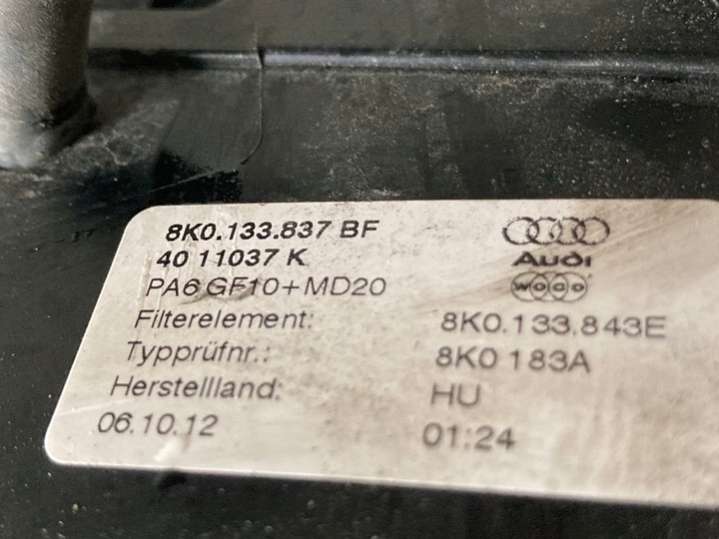 8K0.133.837 BF
40 11037 K
PA6 GF10+MD20
Audi
WOCO
Filterelement: 8K0.133.843E
Typprüfnr.: 8K0 183A
Herstellland: HU
06.10.12 01:24